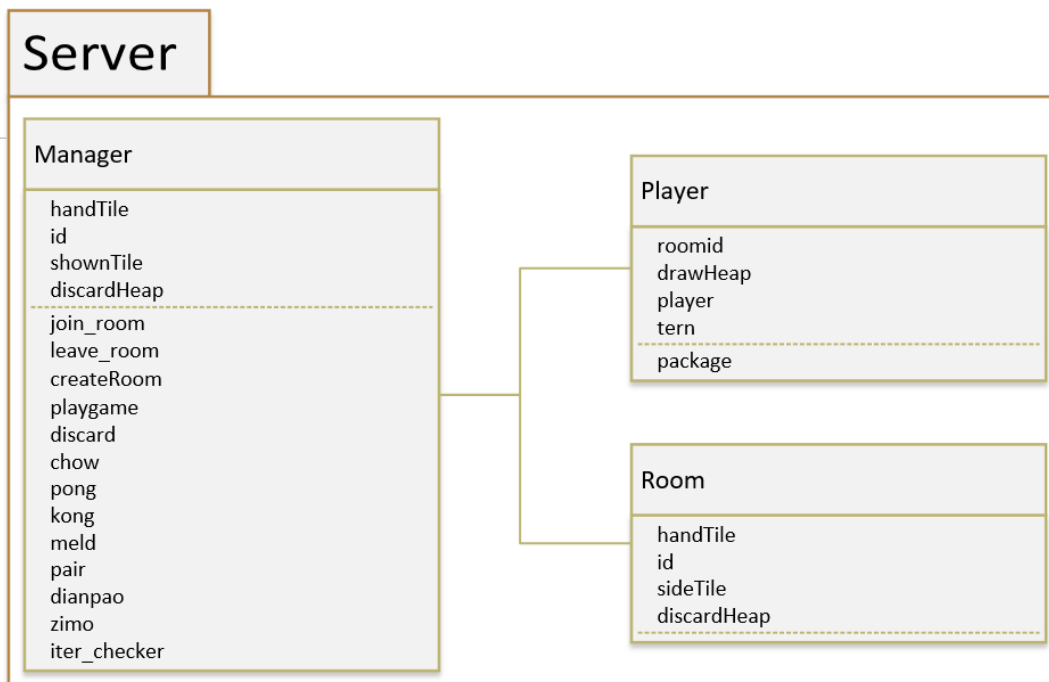 Server
Manager
handTile
id
shownTile
discardHeap
join_room
leave_room
createRoom
playgame
discard
chow
pong
kong
meld
pair
dianpao
zimo
iter_checker
Player
roomid
drawHeap
player
tern
package
Room
handTile
id
sideTile
discardHeap